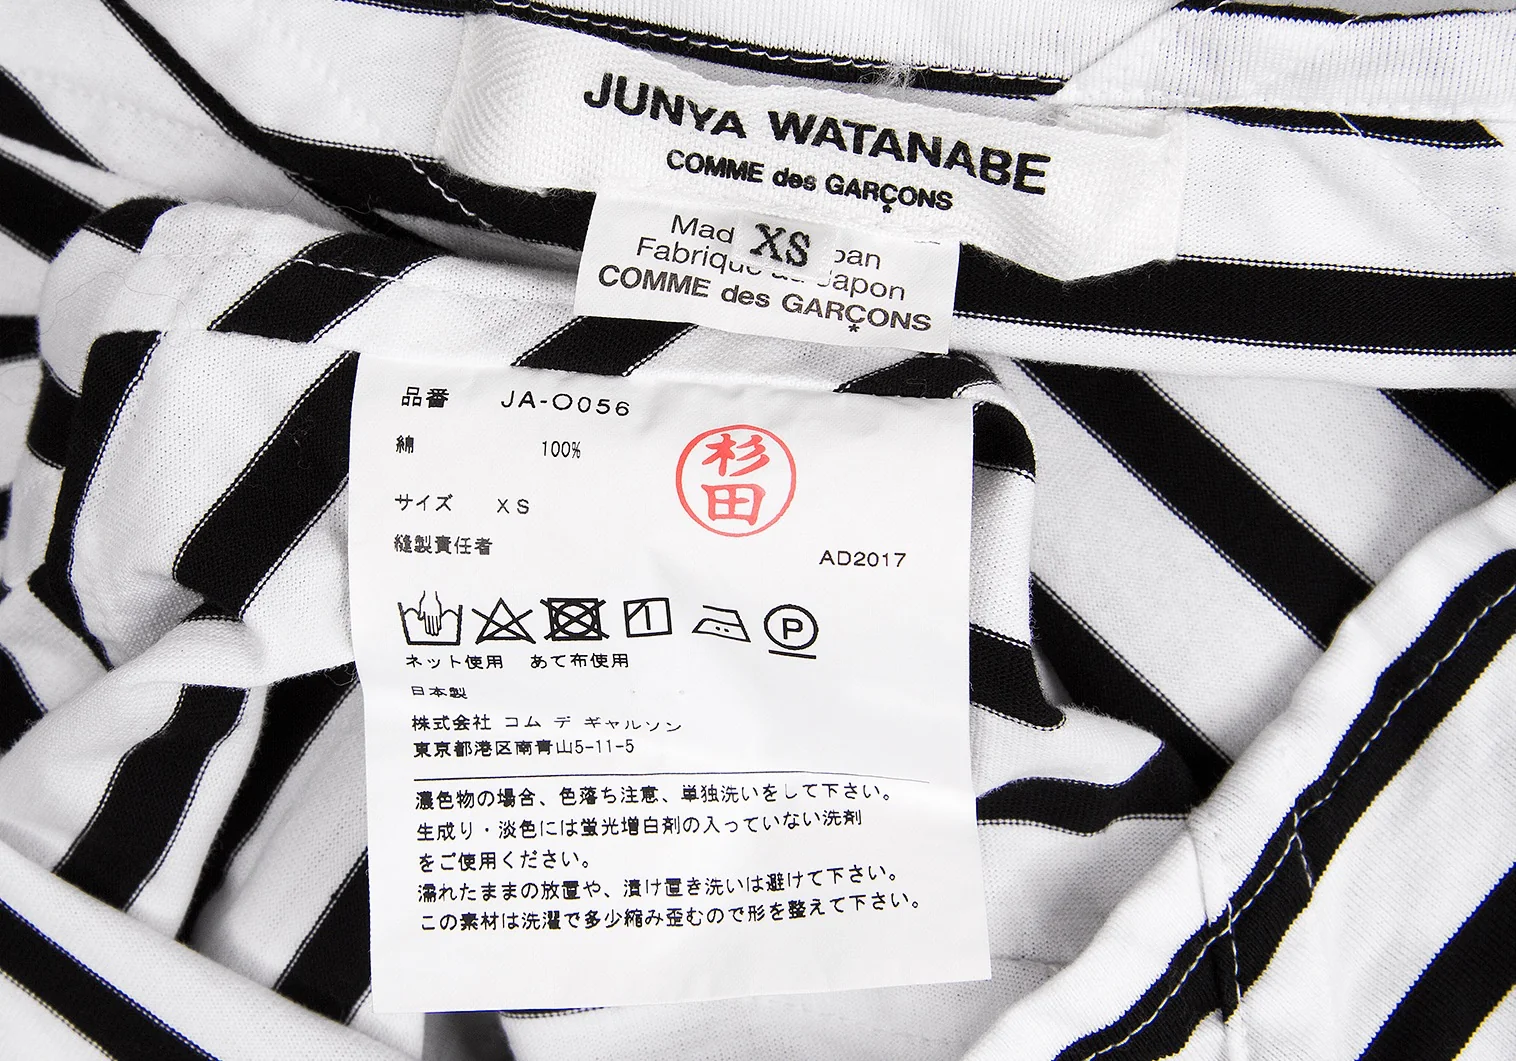 JUNYA WATANABE
COMME des GARÇONS
XS
Mad pan
Fabrique au Japon
COMME des GARÇONS
品番 JA-O056
綿 100%
杉田
サイズ XS
縫製責任者
AD2017
P
ネット使用 あて布使用
日本製
株式会社 コム デ ギャルソン
東京都港区南青山5-11-5
濃色物の場合、色落ち注意、単独洗いをして下さい。
生成り・淡色には蛍光増白剤の入っていない洗剤
をご使用ください。
濡れたままの放置や、漬け置き洗いは避けて下さい。
この素材は洗濯で多少縮み歪むので形を整えて下さい。